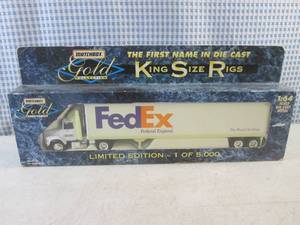 MATCHBOX
Gold
COLLECTION
THE FIRST NAME IN DIE CAST
KING SIZE RIGS
MATCHBOX
Gold
1:64
FedEx
Federal Express
LIMITED EDITION - 1 OF 5,000